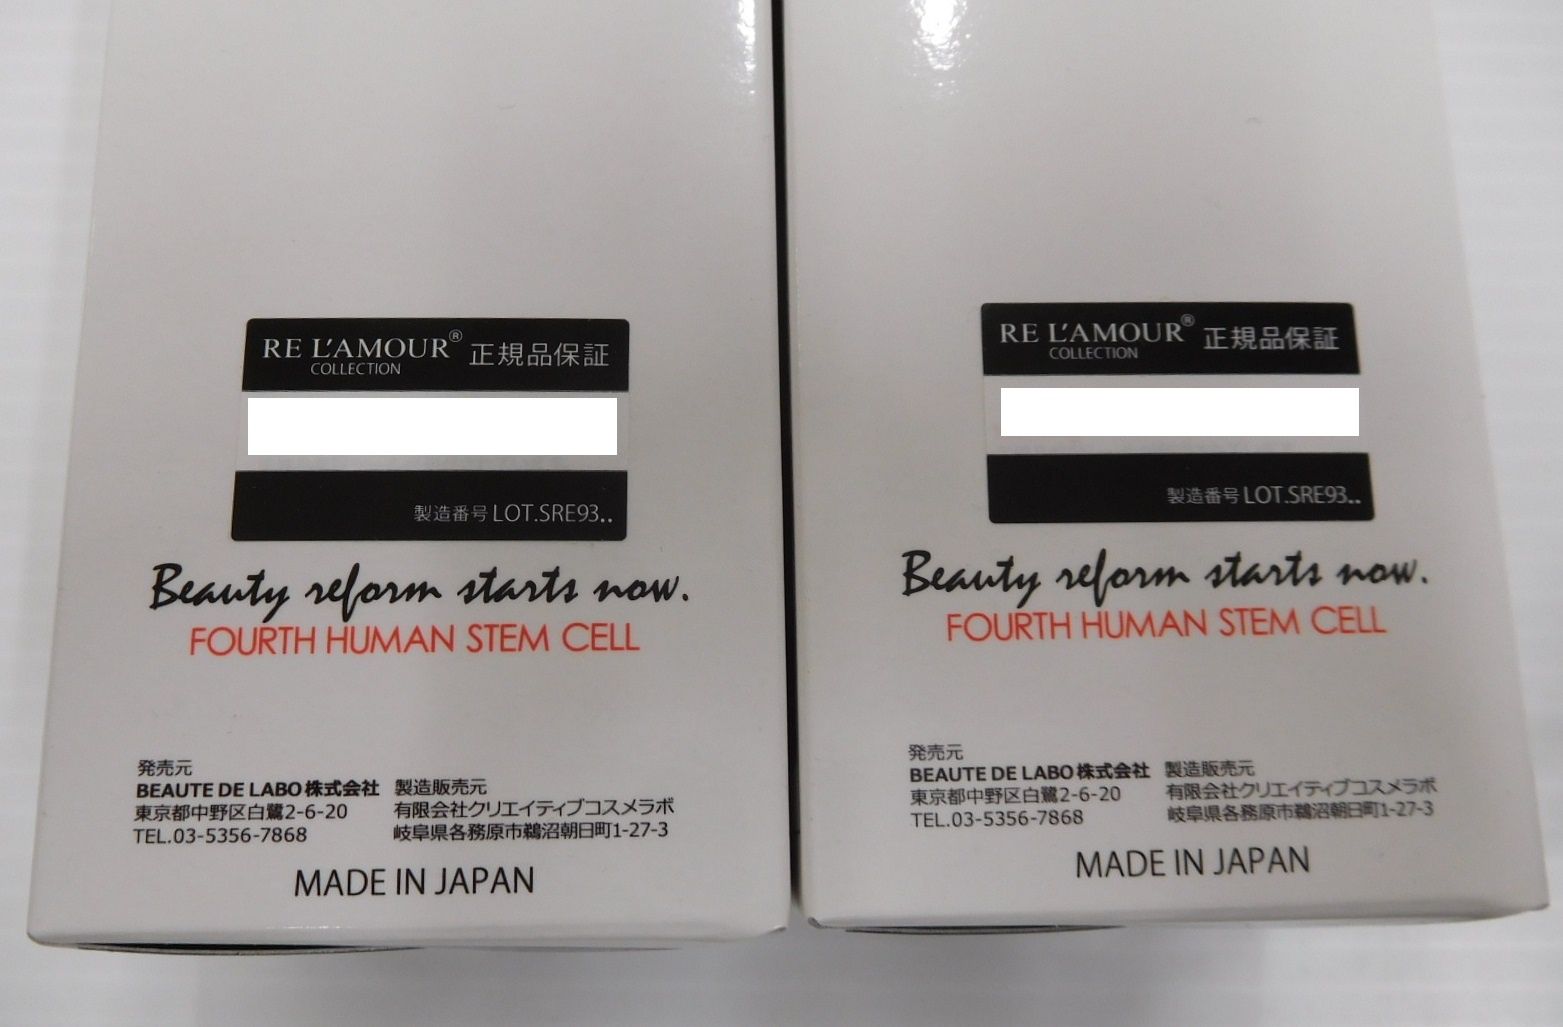 RE L'AMOUR® 正規品保証
COLLECTION
製造番号 LOT.SRE93..
Beauty reform starts now.
FOURTH HUMAN STEM CELL
発売元
BEAUTE DE LABO株式会社
東京都中野区白鷺2-6-20
TEL.03-5356-7868
製造販売元
有限会社クリエイティブコスメラボ
岐阜県各務原市鵜沼朝日町1-27-3
MADE IN JAPAN
RE L'AMOUR® 正規品保証
COLLECTION
製造番号 LOT.SRE93..
Beauty reform starts now.
FOURTH HUMAN STEM CELL
発売元
BEAUTE DE LABO株式会社
東京都中野区白鷺2-6-20
TEL.03-5356-7868
製造販売元
有限会社クリエイティブコスメラボ
岐阜県各務原市鵜沼朝日町1-27-3
MADE IN JAPAN